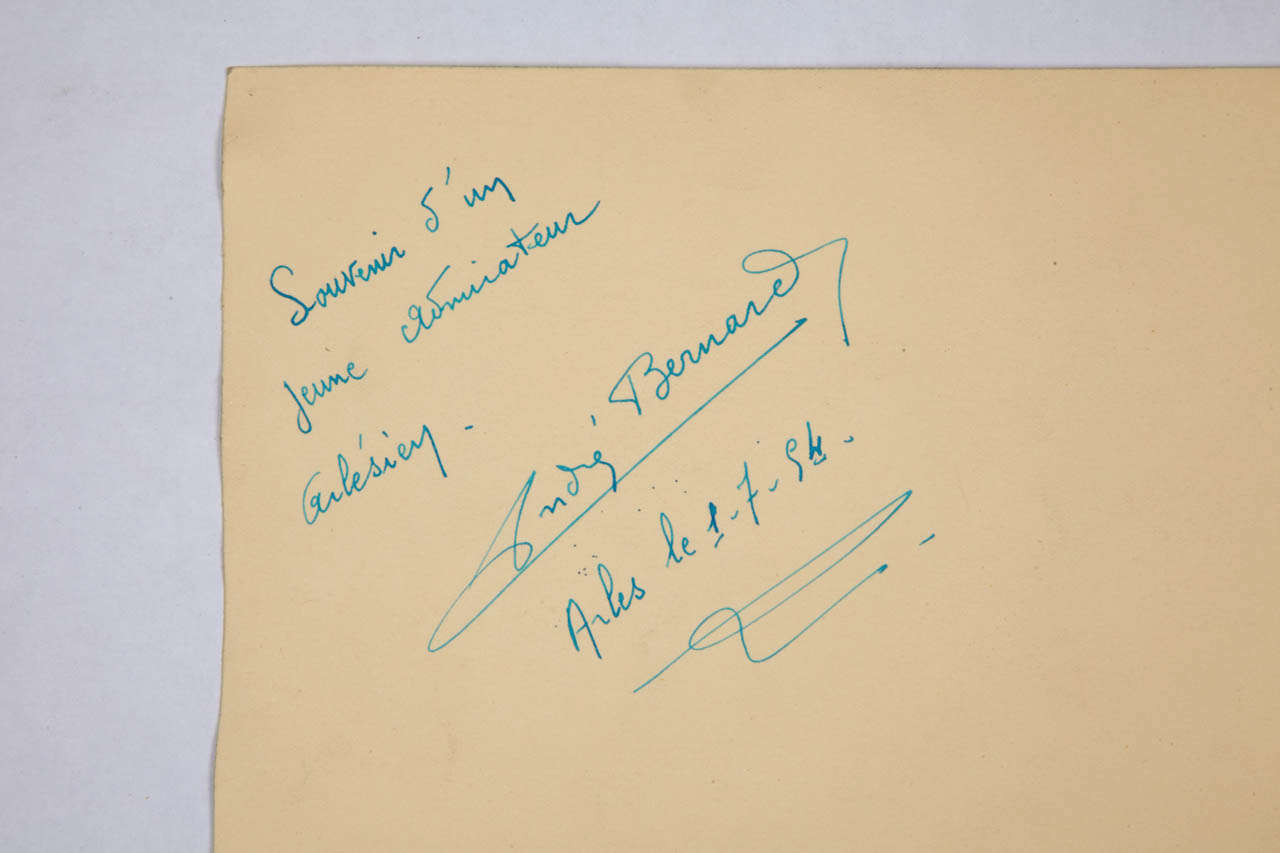 Souvenir d'un
jeune admirateur
Arlésien -
André Bernard
Arles le 1-7-54.